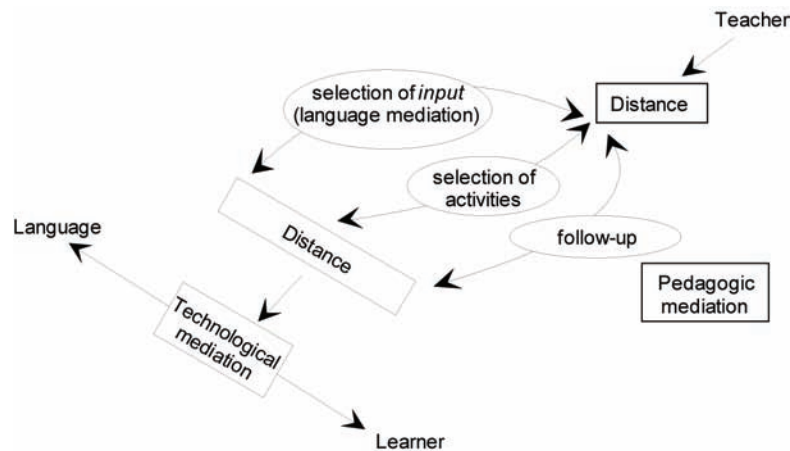 Teacher
selection of input
(language mediation)
Distance
selection of
activities
Language
Distance
follow-up
Pedagogic
mediation
Technological
mediation
Learner